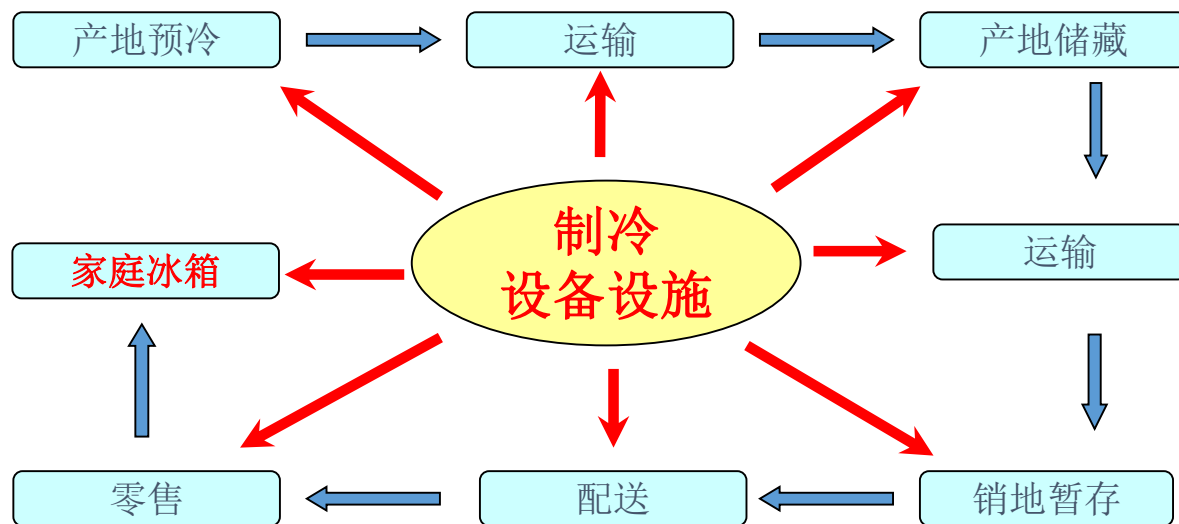 产地预冷
运输
产地储藏
制冷
设备设施
家庭冰箱
运输
零售
配送
销地暂存